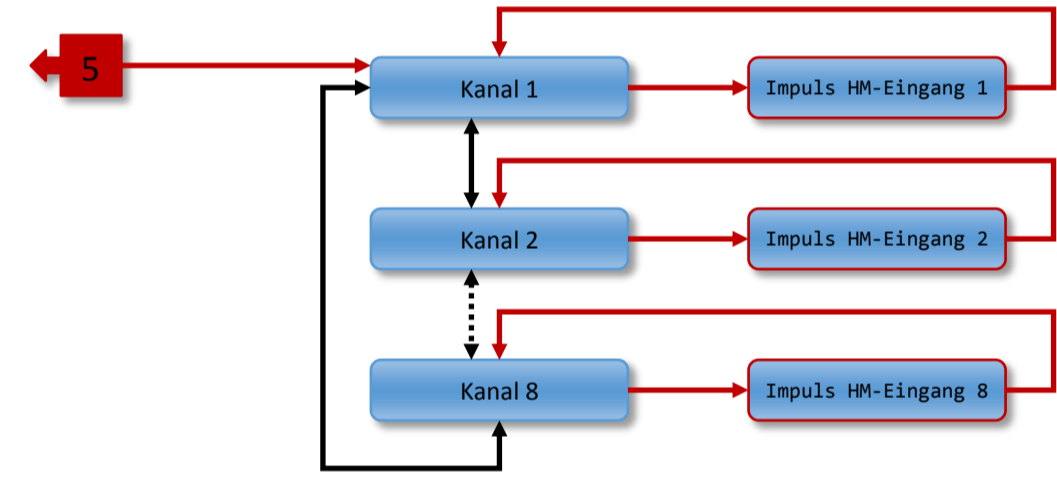 5
Kanal 1
Impuls HM-Eingang 1
Kanal 2
Impuls HM-Eingang 2
Kanal 8
Impuls HM-Eingang 8